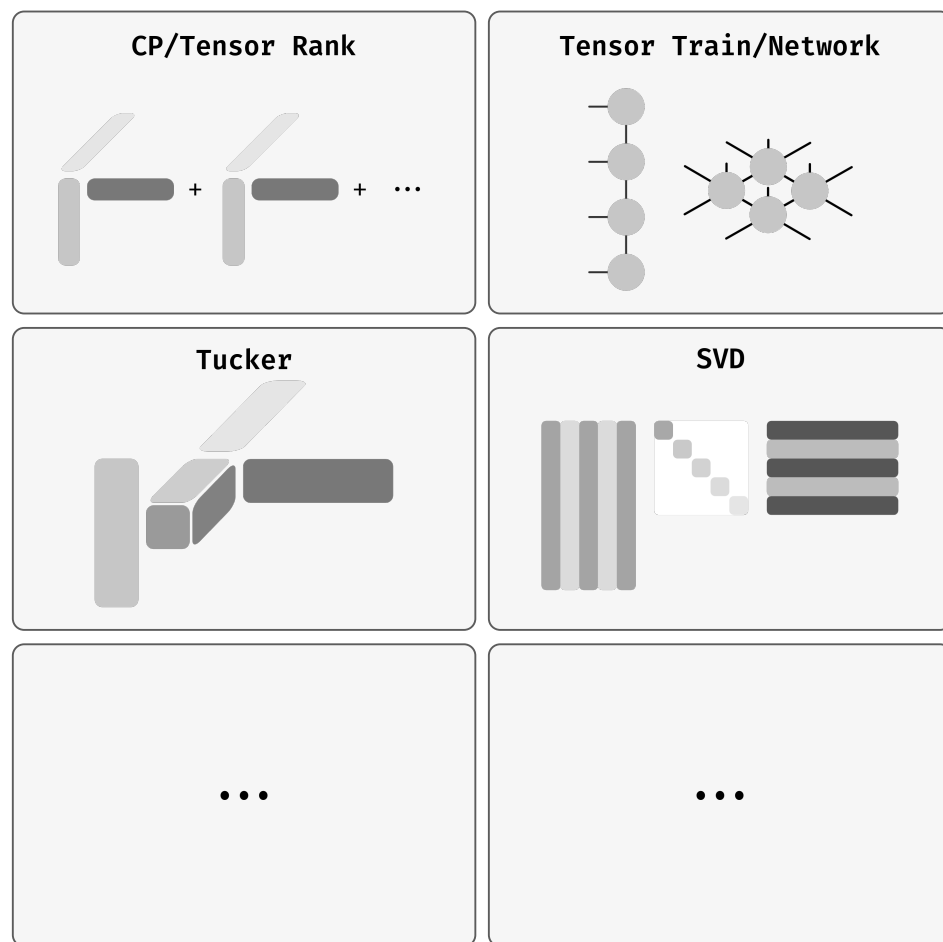 CP/Tensor Rank
+ + ...
Tensor Train/Network
Tucker
SVD
...
...